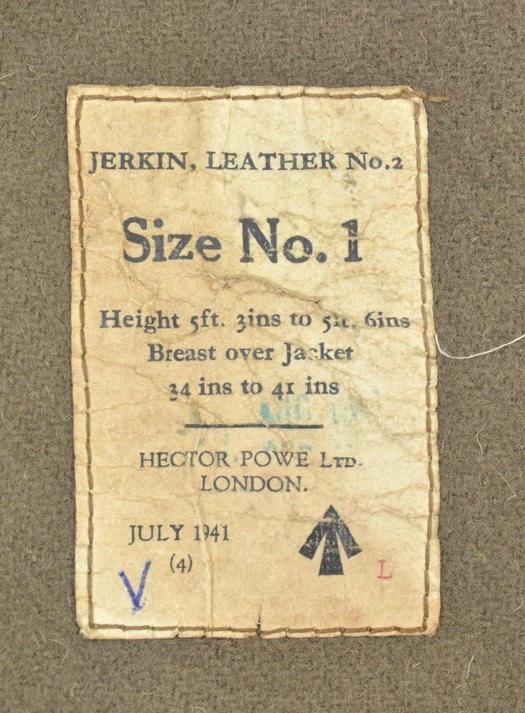 JERKIN, LEATHER No.2
Size No. 1
Height 5ft. 3ins to 5ft. 6ins
Breast over Jacket
34 ins to 41 ins
HECTOR POWE LTD.
LONDON.
JULY 1941
(4)
V
L